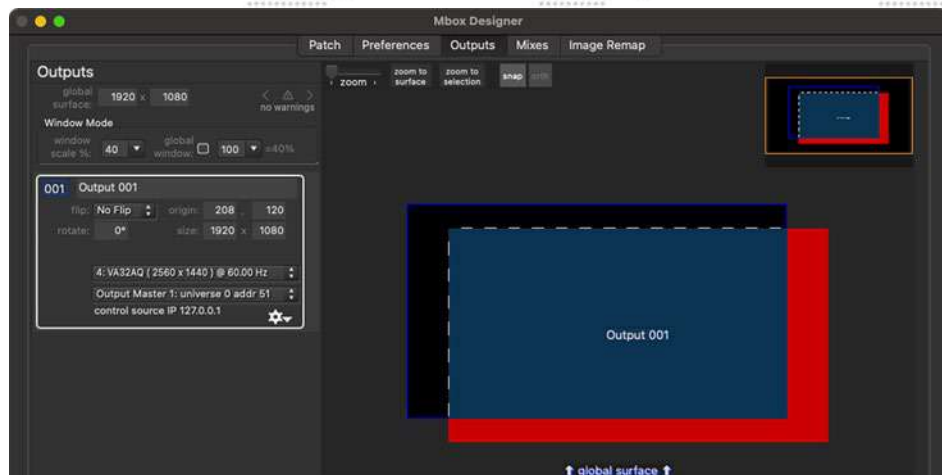 Mbox Designer
Patch Preferences Outputs Mixes Image Remap
Outputs
global surface: 1920 x 1080
< >
no warnings
Window Mode
window scale %: 40 global window: 100 =40%
zoom
zoom to surface
zoom to selection
snap orth
001 Output 001
flip: No Flip origin: 208 , 120
rotate: 0° size: 1920 x 1080
4: VA32AQ ( 2560 x 1440 ) @ 60.00 Hz
Output Master 1: universe 0 addr 51
control source IP 127.0.0.1
Output 001
⬆ global surface ⬆